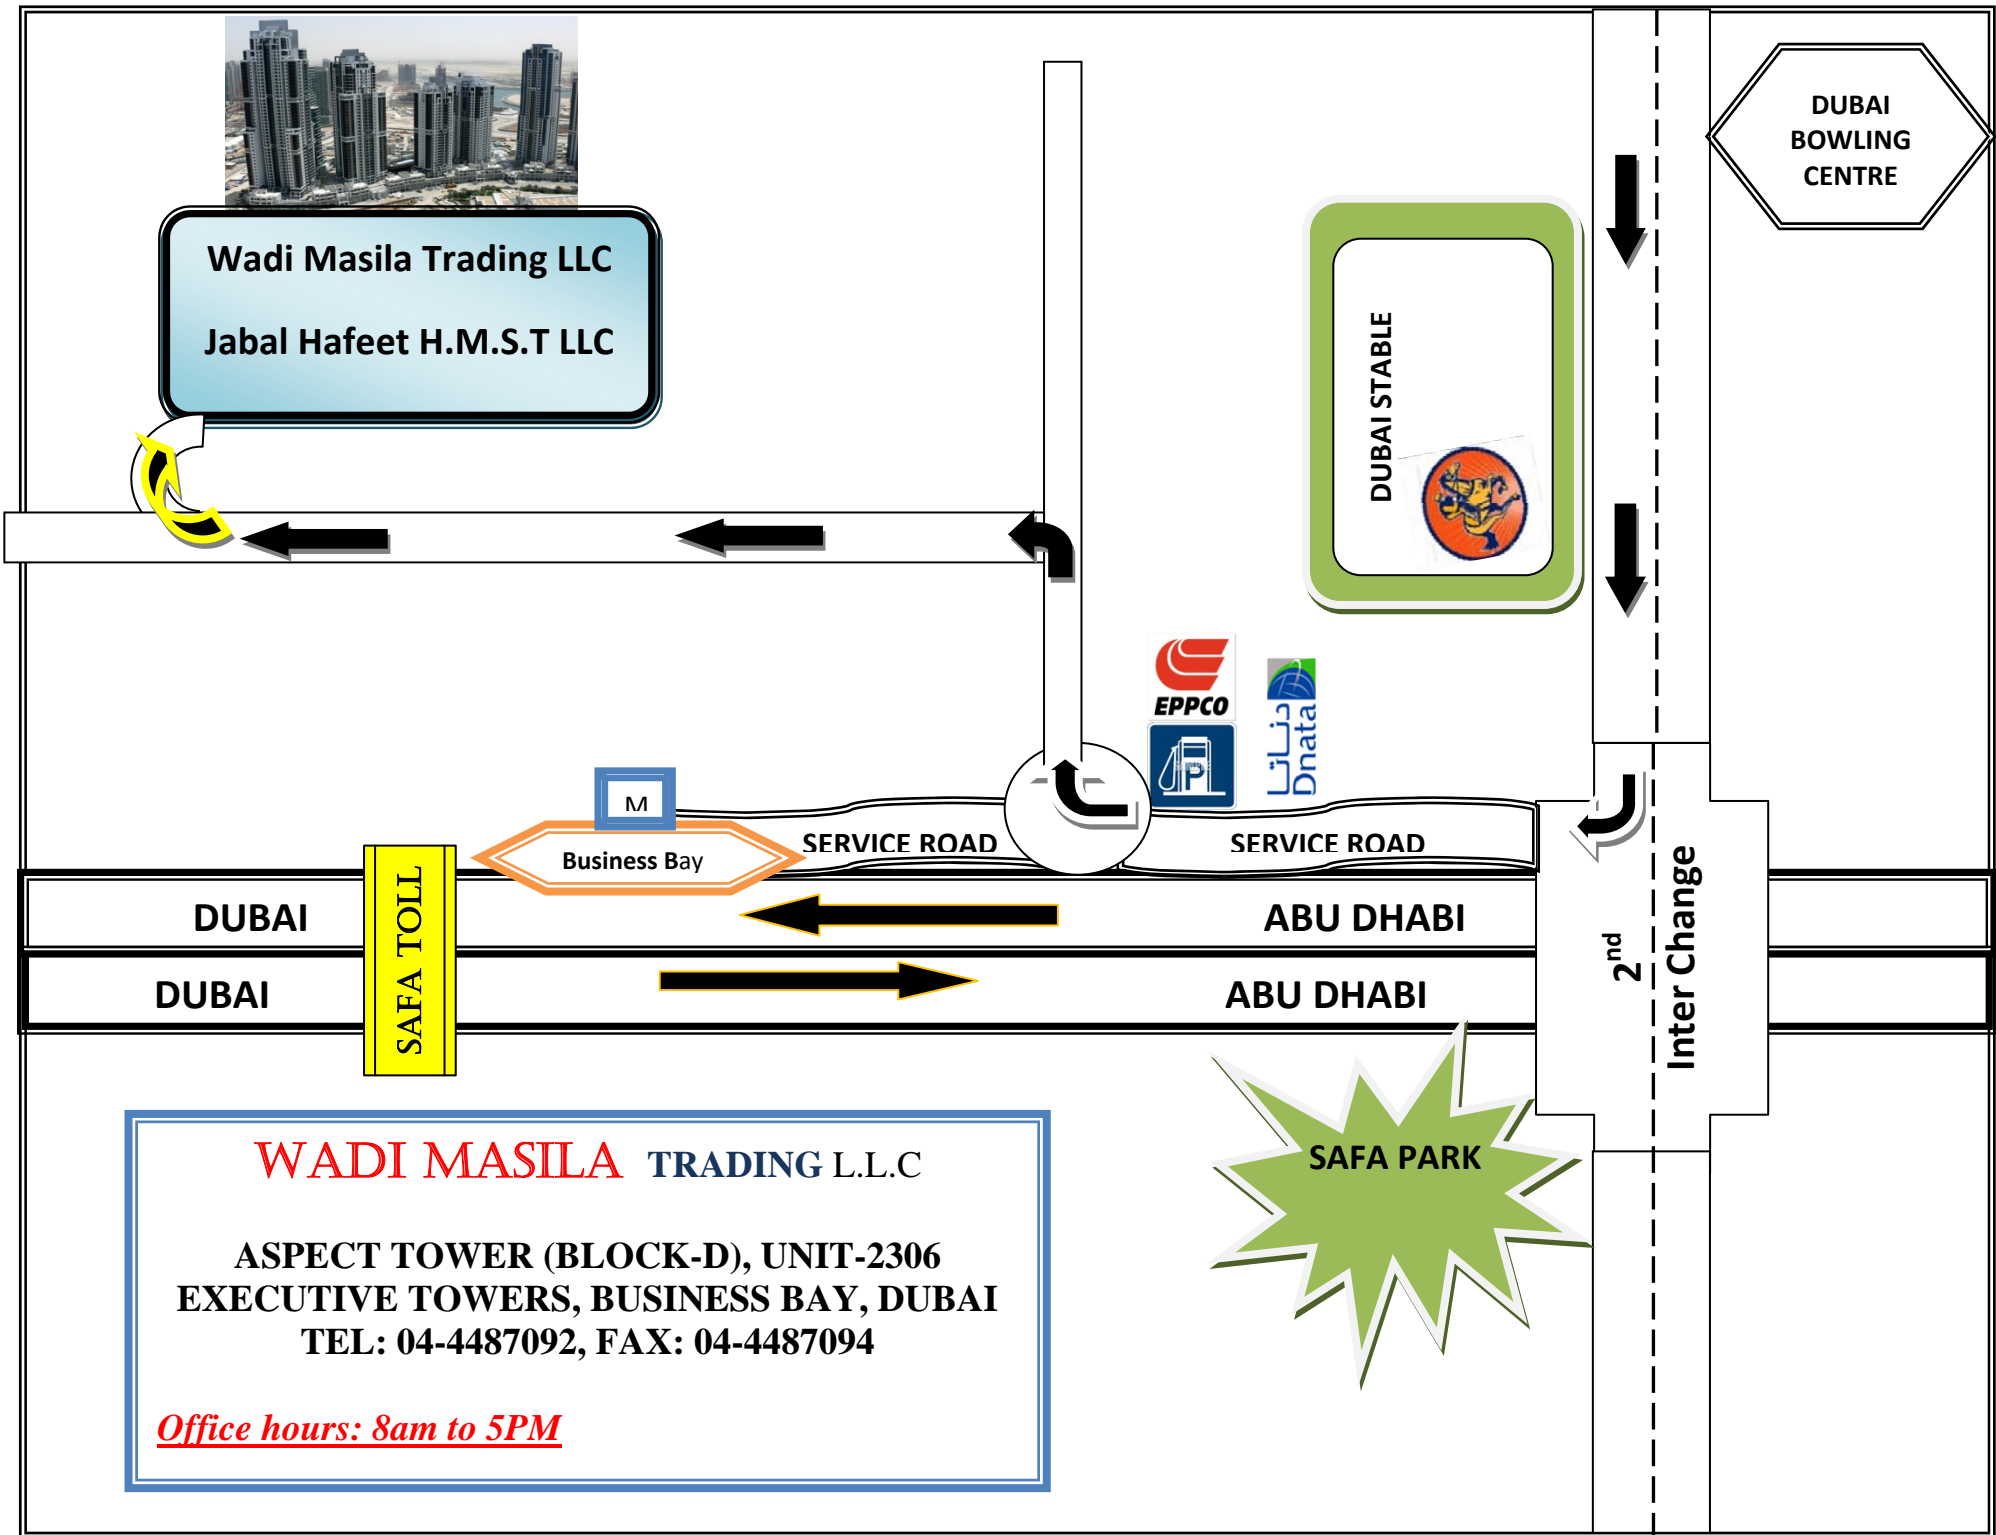 DUBAI
BOWLING
CENTRE
Wadi Masila Trading LLC
Jabal Hafeet H.M.S.T LLC
DUBAI STABLE
EPPCO
P
دناتا
Dnata
M
Business Bay
SERVICE ROAD
SERVICE ROAD
SAFA TOLL
DUBAI
ABU DHABI
DUBAI
ABU DHABI
2nd
Inter Change
SAFA PARK
WADI MASILA TRADING L.L.C
ASPECT TOWER (BLOCK-D), UNIT-2306
EXECUTIVE TOWERS, BUSINESS BAY, DUBAI
TEL: 04-4487092, FAX: 04-4487094
Office hours: 8am to 5PM